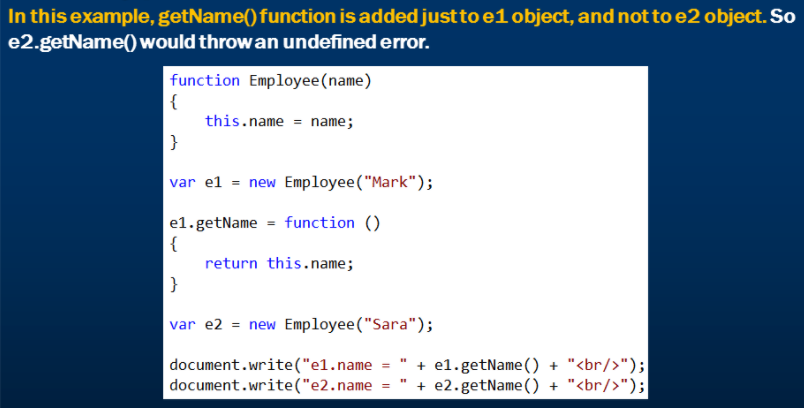 In this example, getName() function is added just to e1 object, and not to e2 object. So
e2.getName() would throw an undefined error.
function Employee(name)
{
    this.name = name;
}
var e1 = new Employee("Mark");
e1.getName = function ()
{
    return this.name;
}
var e2 = new Employee("Sara");
document.write("e1.name = " + e1.getName() + "<br/>");
document.write("e2.name = " + e2.getName() + "<br/>");